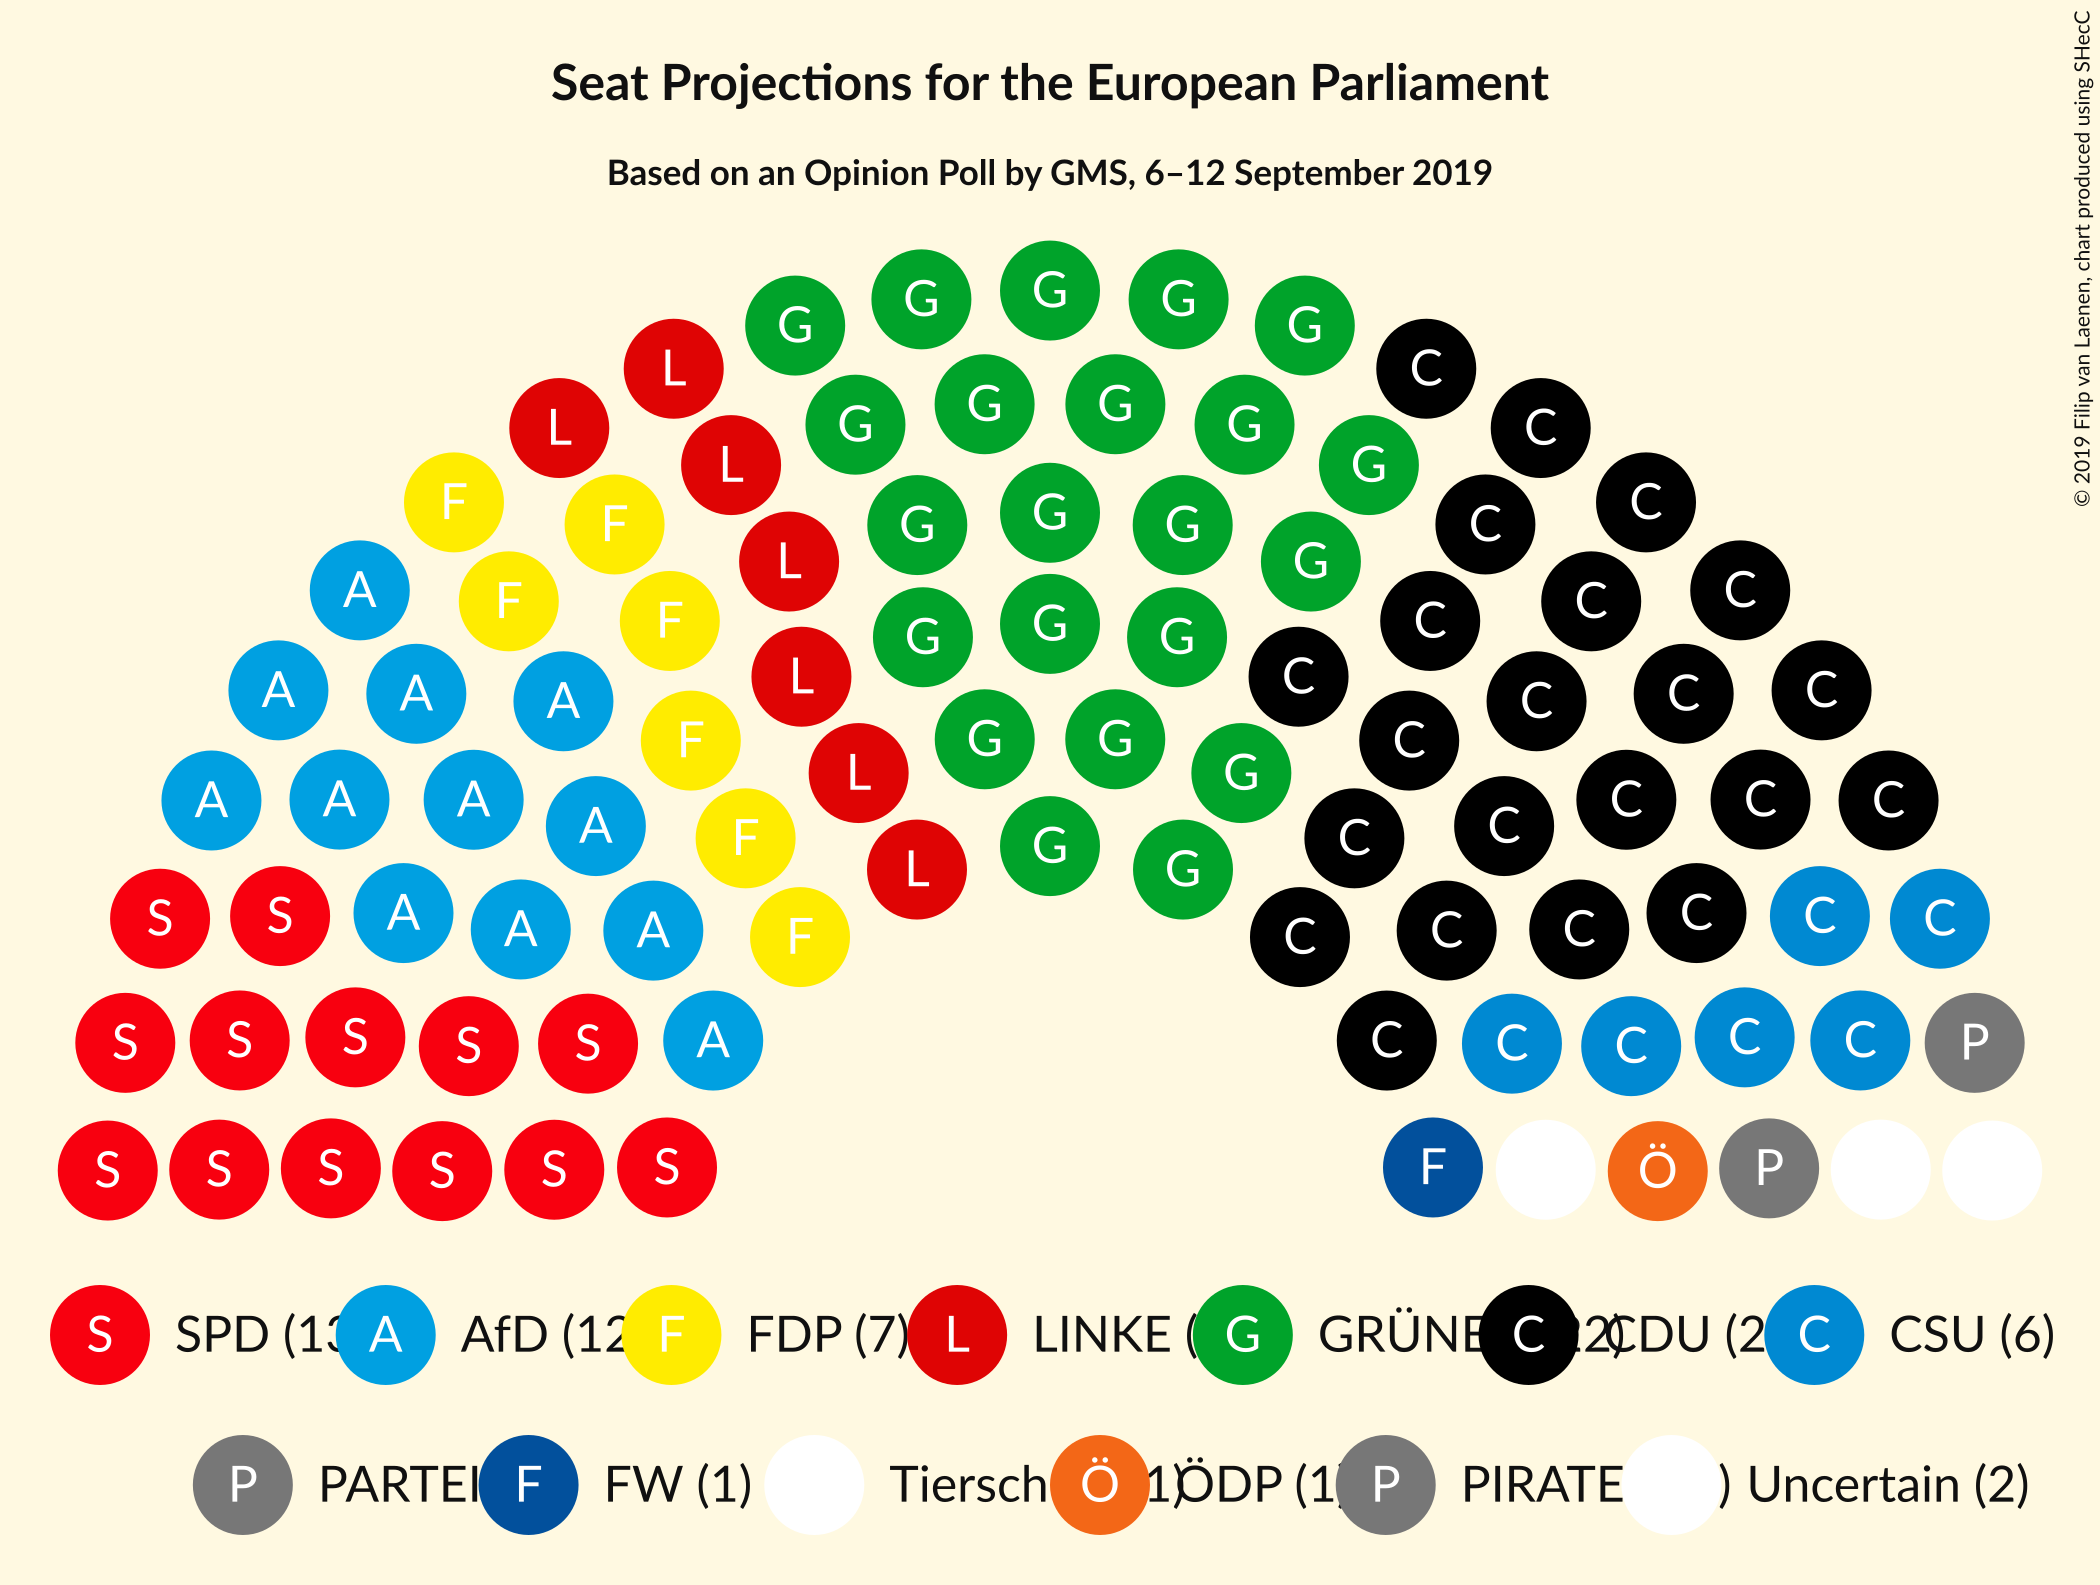 Seat Projections for the European Parliament
Based on an Opinion Poll by GMS, 6–12 September 2019
© 2019 Filip van Laenen, chart produced using SHecC
G G G G G
L G G G G C
L L G C
F F L G G G G C C C
A F F L G G G G C C C
A A A F L G G G C C C C C
A A A A F L G G G C C C C C
S S A A A F L G G C C C C C C
S S S S S A C C C C C P
S S S S S S F Ö P
S SPD (13 A AfD (12 F FDP (7) L LINKE ( G GRÜNE C 22) CDU (2 C CSU (6)
P PARTEI F FW (1) Tiersch Ö 1) ÖDP (1) P PIRATE ) Uncertain (2)